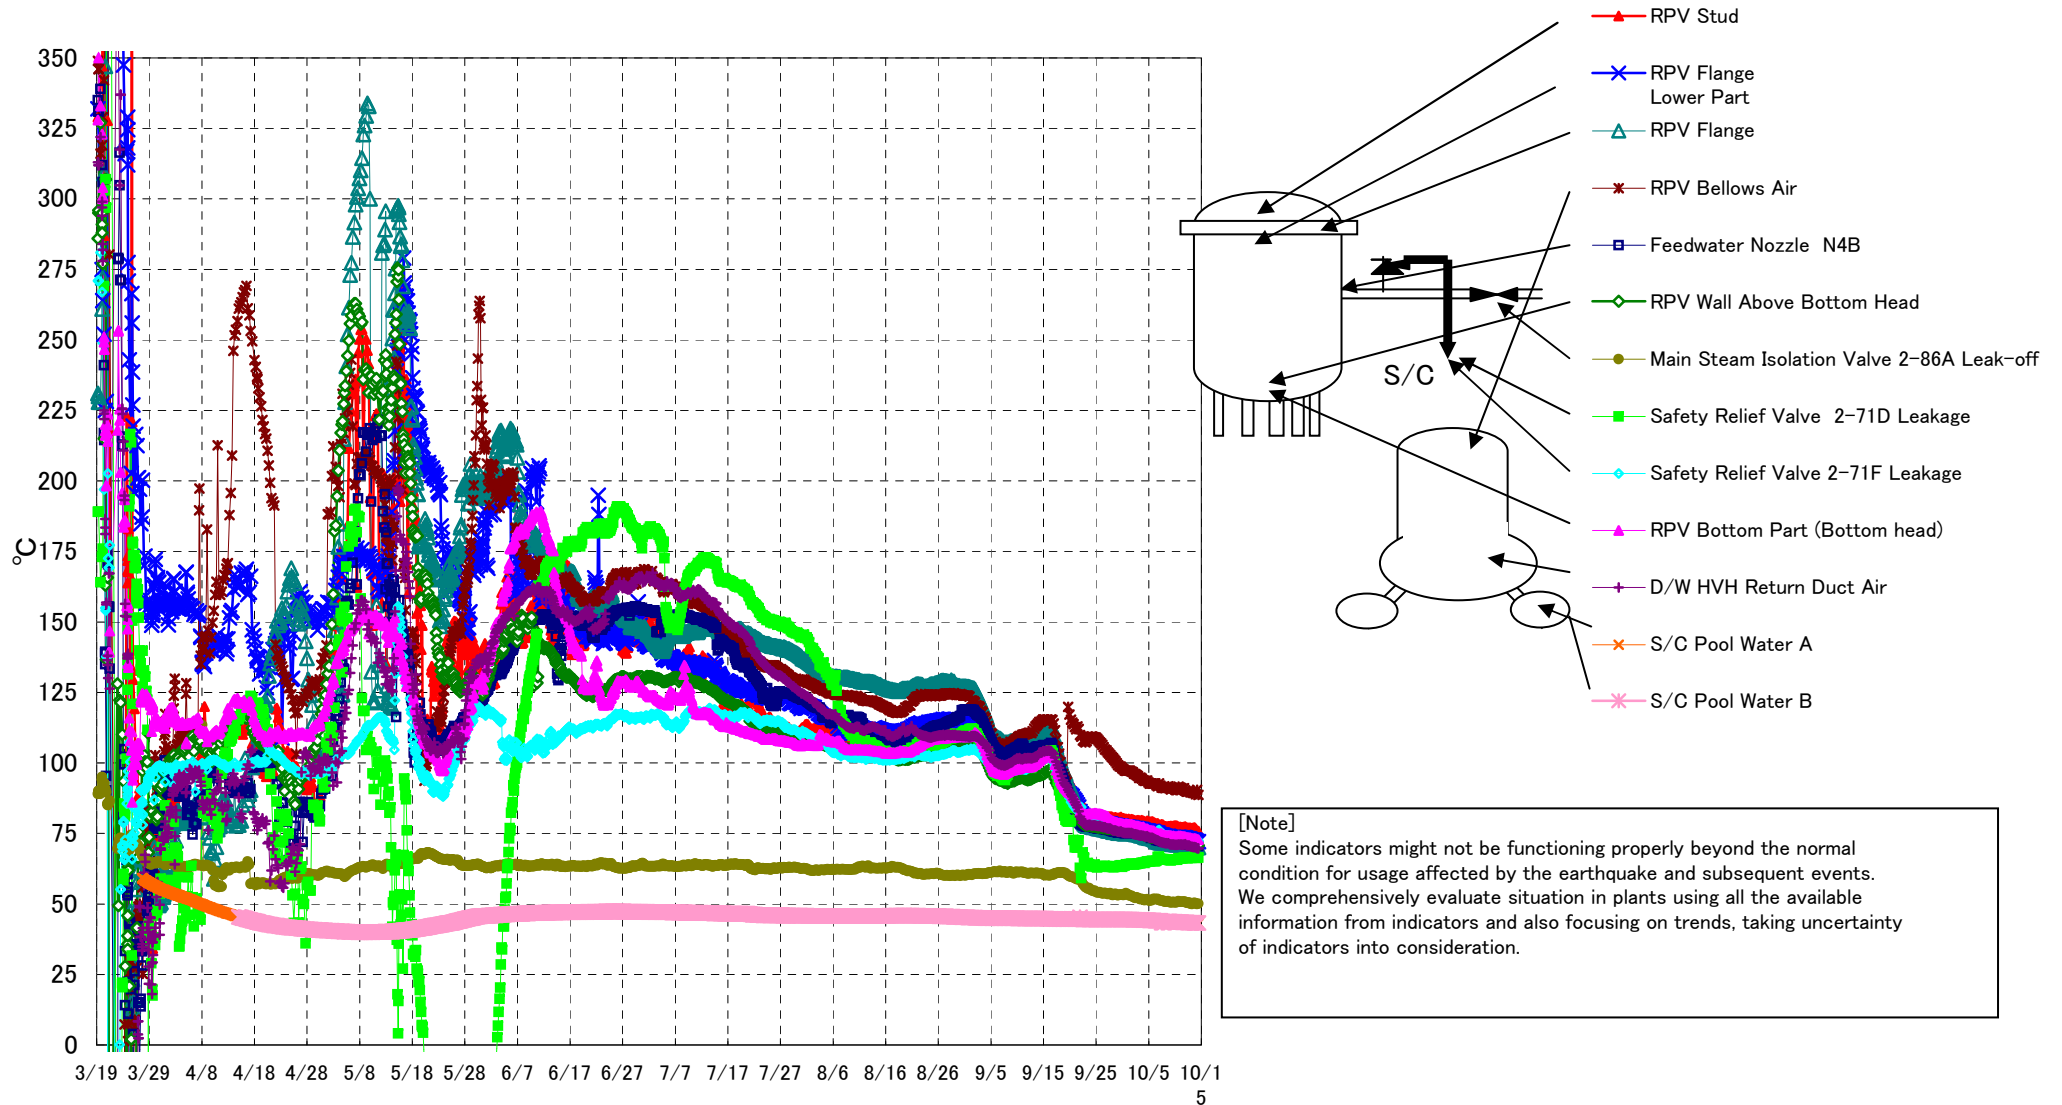 RPV Stud
RPV Flange
Lower Part
RPV Flange
RPV Bellows Air
Feedwater Nozzle N4B
RPV Wall Above Bottom Head
Main Steam Isolation Valve 2-86A Leak-off
Safety Relief Valve 2-71D Leakage
Safety Relief Valve 2-71F Leakage
RPV Bottom Part (Bottom head)
D/W HVH Return Duct Air
S/C Pool Water A
S/C Pool Water B
350
325
300
275
250
225
200
175
150
125
100
75
50
25
0
℃
3/19 3/29 4/8 4/18 4/28 5/8 5/18 5/28 6/7 6/17 6/27 7/7 7/17 7/27 8/6 8/16 8/26 9/5 9/15 9/25 10/5 10/1
5
S/C
[Note]
Some indicators might not be functioning properly beyond the normal
condition for usage affected by the earthquake and subsequent events.
We comprehensively evaluate situation in plants using all the available
information from indicators and also focusing on trends, taking uncertainty
of indicators into consideration.